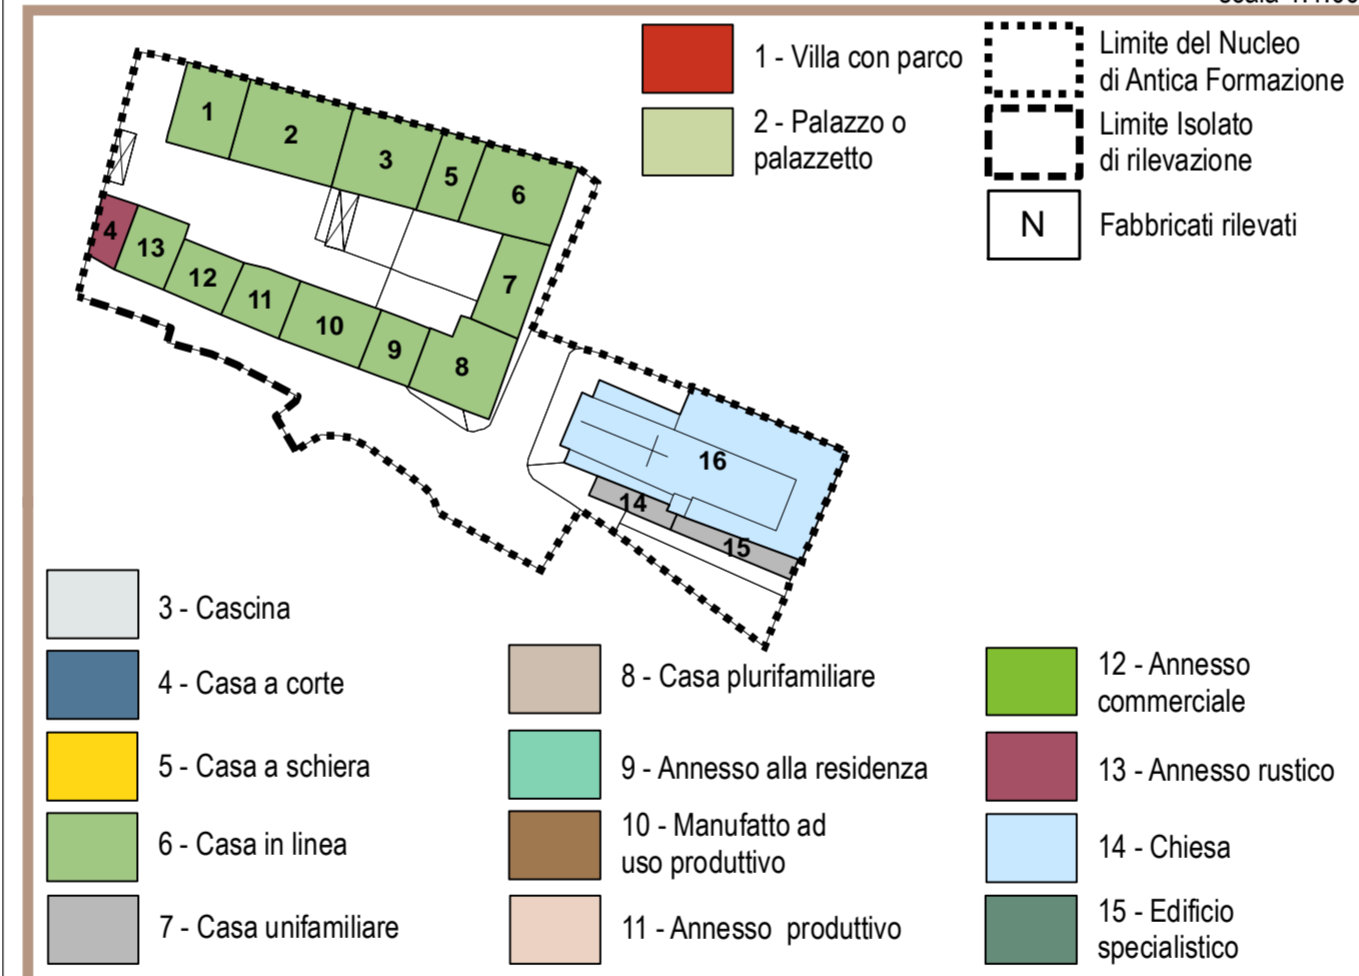 1 - Villa con parco
2 - Palazzo o
palazzetto
Limite del Nucleo
di Antica Formazione
Limite Isolato
di rilevazione
N
Fabbricati rilevati
1
2
3
5
6
4
13
12
11
10
9
8
7
16
14
15
3 - Cascina
4 - Casa a corte
5 - Casa a schiera
6 - Casa in linea
7 - Casa unifamiliare
8 - Casa plurifamiliare
9 - Annesso alla residenza
10 - Manufatto ad
uso produttivo
11 - Annesso produttivo
12 - Annesso
commerciale
13 - Annesso rustico
14 - Chiesa
15 - Edificio
specialistico